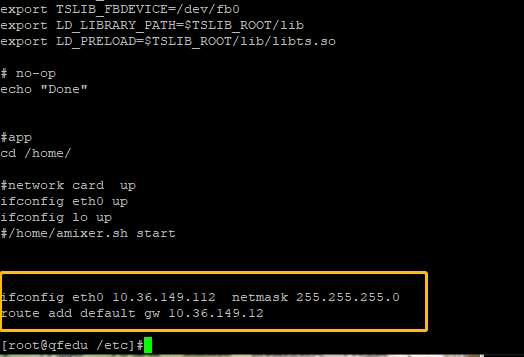 export TSLIB_FBDEVICE=/dev/fb0
export LD_LIBRARY_PATH=$TSLIB_ROOT/lib
export LD_PRELOAD=$TSLIB_ROOT/lib/libts.so
# no-op
echo "Done"
#app
cd /home/
#network card  up
ifconfig eth0 up
ifconfig lo up
#/home/amixer.sh start
ifconfig eth0 10.36.149.112  netmask 255.255.255.0
route add default gw 10.36.149.12
[root@qfedu /etc]#